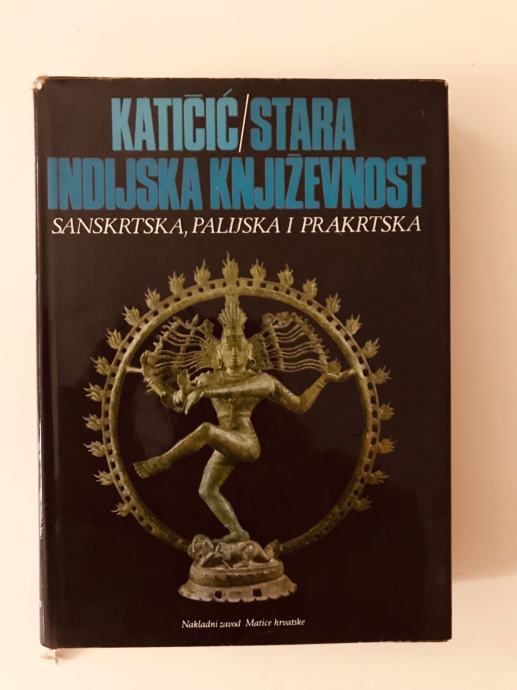 KATIČIĆ/STARA
INDIJSKA KNJIŽEVNOST
SANSKRTSKA, PALIJSKA I PRAKRTSKA
Nakladni zavod Matice hrvatske